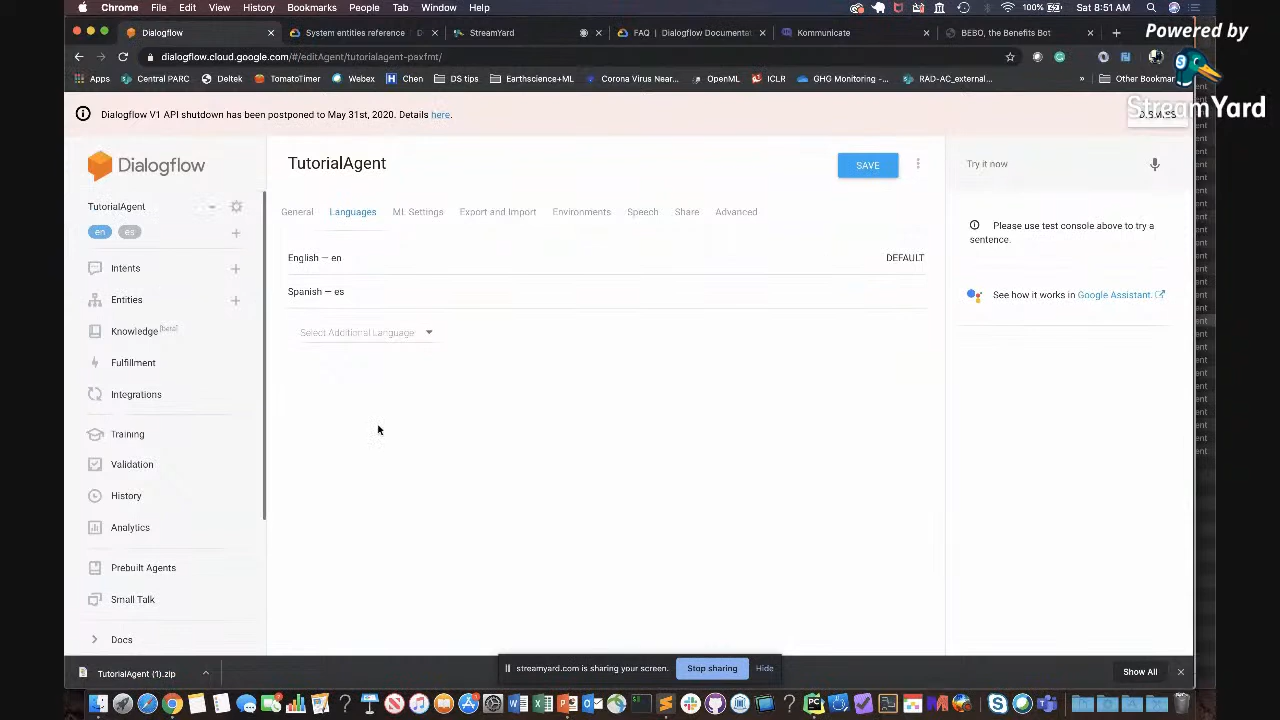 Chrome File Edit View History Bookmarks People Tab Window Help 100% Sat 8:51 AM
Powered by
StreamYard
Dialogflow
System entities reference | D
StreamYard
FAQ | Dialogflow Documentat
Kommunicate
BEBO, the Benefits Bot
dialogflow.cloud.google.com/#/editAgent/tutorialagent-paxfmt/
Apps Central PARC Deltek TomatoTimer Webex Chen DS tips Earthscience+ML Corona Virus Near... OpenML ICLR GHG Monitoring -... RAD-AC_external... » Other Bookmar
Dialogflow V1 API shutdown has been postponed to May 31st, 2020. Details here.
DISMISS
Dialogflow
TutorialAgent
en es
Intents
Entities
Knowledge [beta]
Fulfillment
Integrations
Training
Validation
History
Analytics
Prebuilt Agents
Small Talk
Docs
TutorialAgent
SAVE
General Languages ML Settings Export and Import Environments Speech Share Advanced
English — en DEFAULT
Spanish — es
Select Additional Language
Try it now
Please use test console above to try a
sentence.
See how it works in Google Assistant.
TutorialAgent (1).zip
streamyard.com is sharing your screen. Stop sharing Hide
Show All